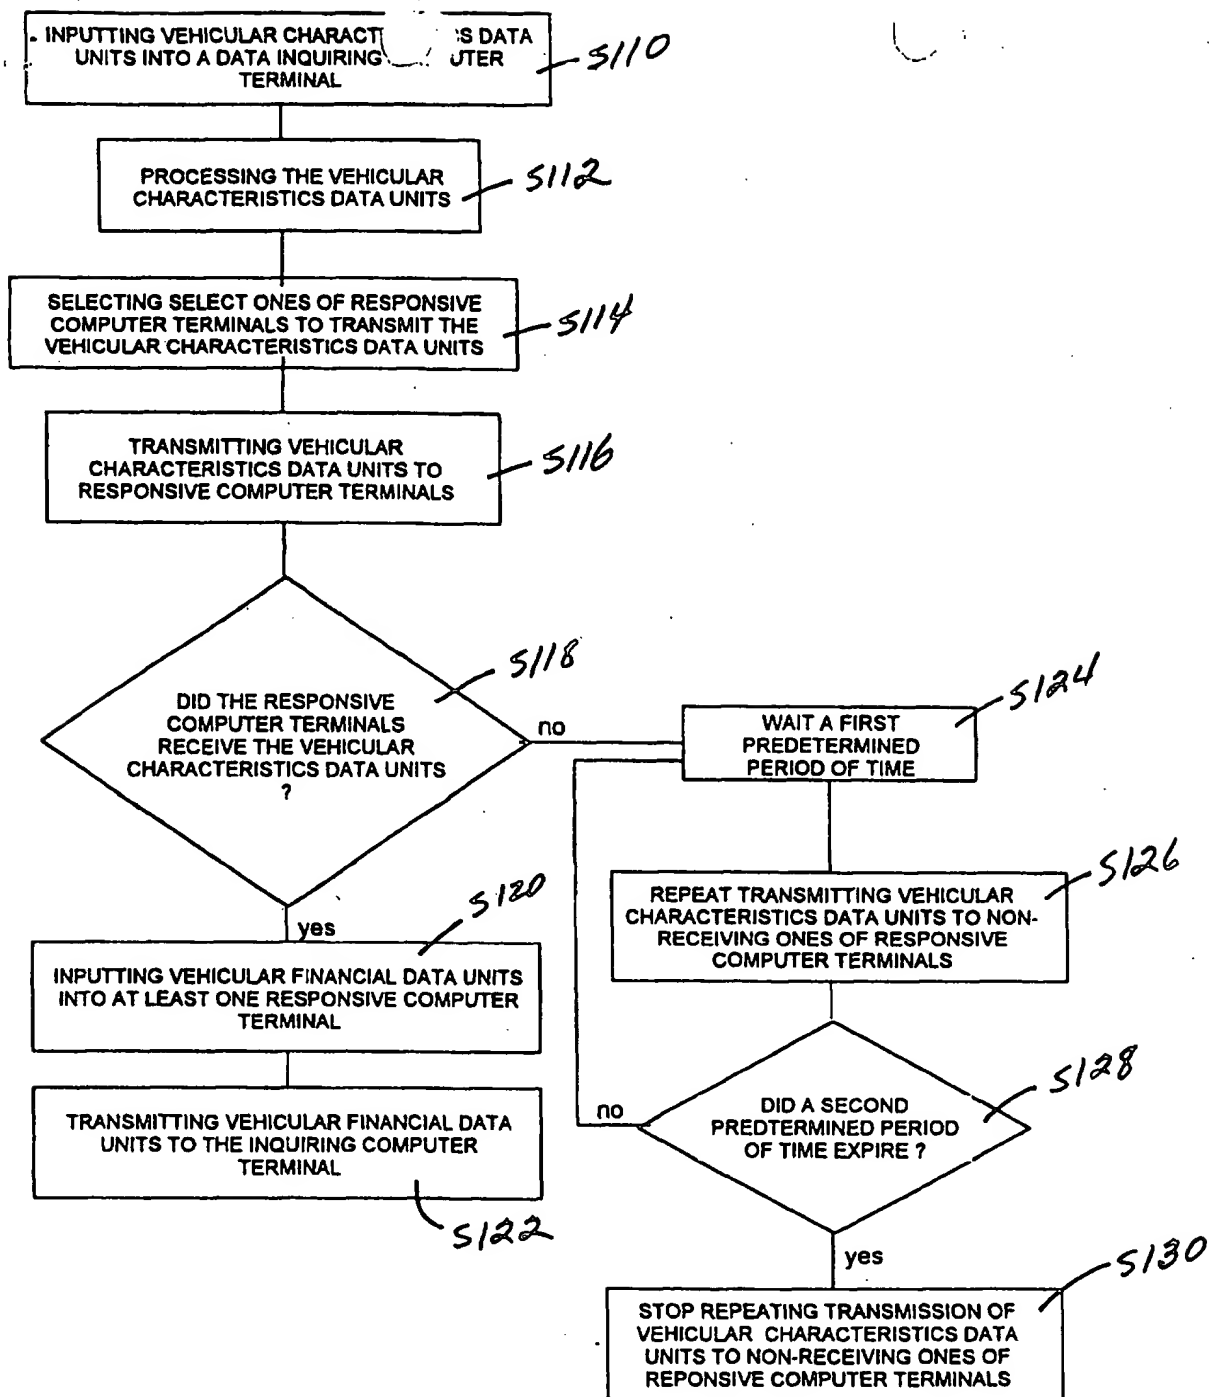 INPUTTING VEHICULAR S DATA
UNITS INTO A DATA INQUIRING
TERMINAL
S110
PROCESSING THE VEHICULAR
CHARACTERISTICS DATA UNITS
S112
SELECTING SELECT ONES OF RESPONSIVE
COMPUTER TERMINALS TO TRANSMIT THE
VEHICULAR CHARACTERISTICS DATA UNITS
S114
TRANSMITTING VEHICULAR
CHARACTERISTICS DATA UNITS TO
RESPONSIVE COMPUTER TERMINALS
S116
DID THE RESPONSIVE
COMPUTER TERMINALS
RECEIVE THE VEHICULAR
CHARACTERISTICS DATA UNITS
?
S118
no
yes
WAIT A FIRST
PREDETERMINED
PERIOD OF TIME
S124
REPEAT TRANSMITTING VEHICULAR
CHARACTERISTICS DATA UNITS TO NON-
RECEIVING ONES OF RESPONSIVE
COMPUTER TERMINALS
S126
INPUTTING VEHICULAR FINANCIAL DATA UNITS
INTO AT LEAST ONE RESPONSIVE COMPUTER
TERMINAL
S120
TRANSMITTING VEHICULAR FINANCIAL DATA
UNITS TO THE INQUIRING COMPUTER
TERMINAL
S122
DID A SECOND
PREDTERMINED PERIOD
OF TIME EXPIRE ?
S128
no
yes
STOP REPEATING TRANSMISSION OF
VEHICULAR CHARACTERISTICS DATA
UNITS TO NON-RECEIVING ONES OF
REPONSIVE COMPUTER TERMINALS
S130